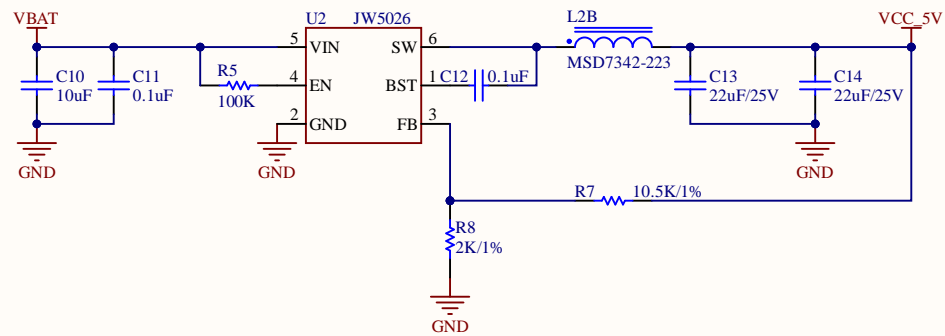 VBAT
U2 JW5026
L2B
VCC_5V
5 VIN
SW 6
MSD7342-223
C10
10uF
C11
0.1uF
R5
100K
4 EN
BST 1
C12 0.1uF
C13
22uF/25V
C14
22uF/25V
2 GND
FB 3
GND
GND
GND
R7 10.5K/1%
R8
2K/1%
GND